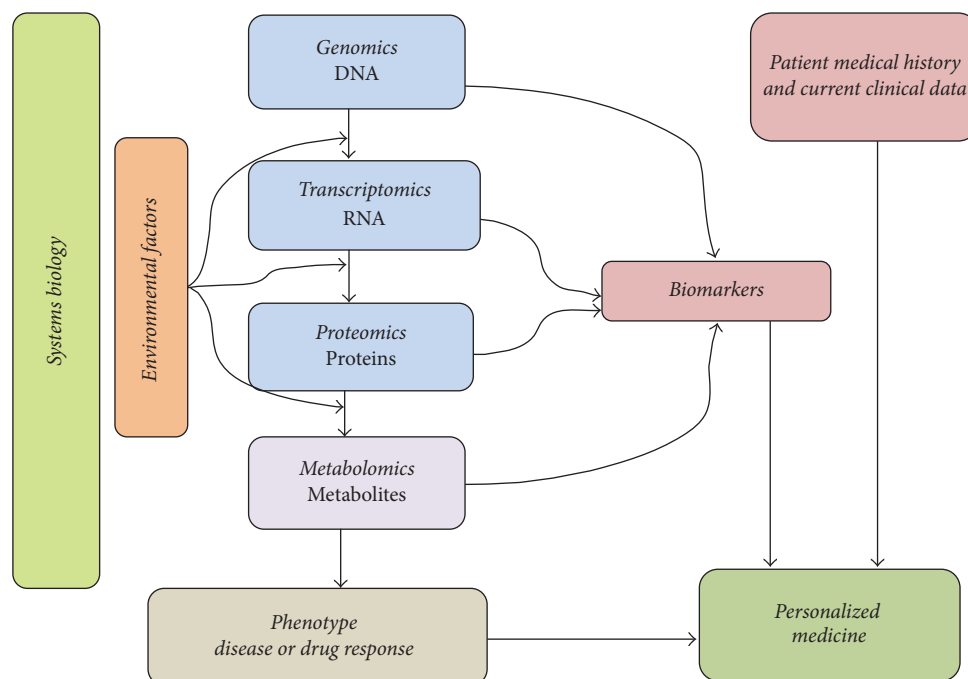 Systems biology
Environmental factors
Genomics
DNA
Transcriptomics
RNA
Proteomics
Proteins
Metabolomics
Metabolites
Phenotype
disease or drug response
Patient medical history
and current clinical data
Biomarkers
Personalized
medicine